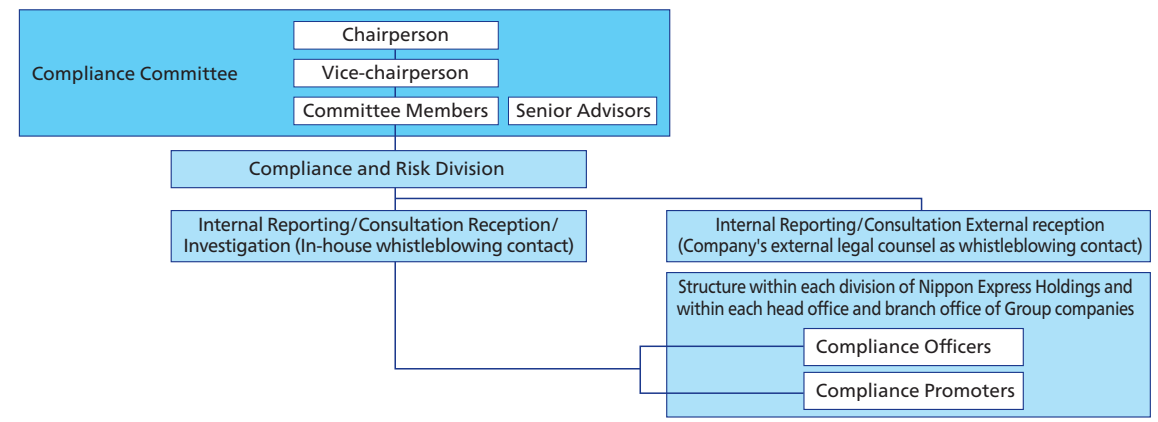 Chairperson
Compliance Committee
Vice-chairperson
Committee Members
Senior Advisors
Compliance and Risk Division
Internal Reporting/Consultation Reception/
Investigation (In-house whistleblowing contact)
Internal Reporting/Consultation External reception
(Company's external legal counsel as whistleblowing contact)
Structure within each division of Nippon Express Holdings and
within each head office and branch office of Group companies
Compliance Officers
Compliance Promoters